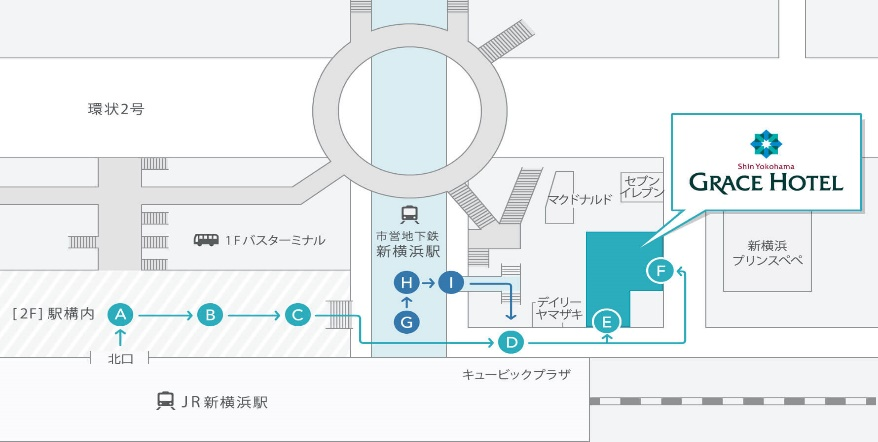 環状2号
Shin Yokohama
GRACE HOTEL
セブン
イレブン
マクドナルド
市営地下鉄
新横浜駅
1Fバスターミナル
新横浜
プリンスペペ
F
H
I
[2F]駅構内
A
B
C
G
デイリー
ヤマザキ
E
D
北口
キュービックプラザ
JR新横浜駅